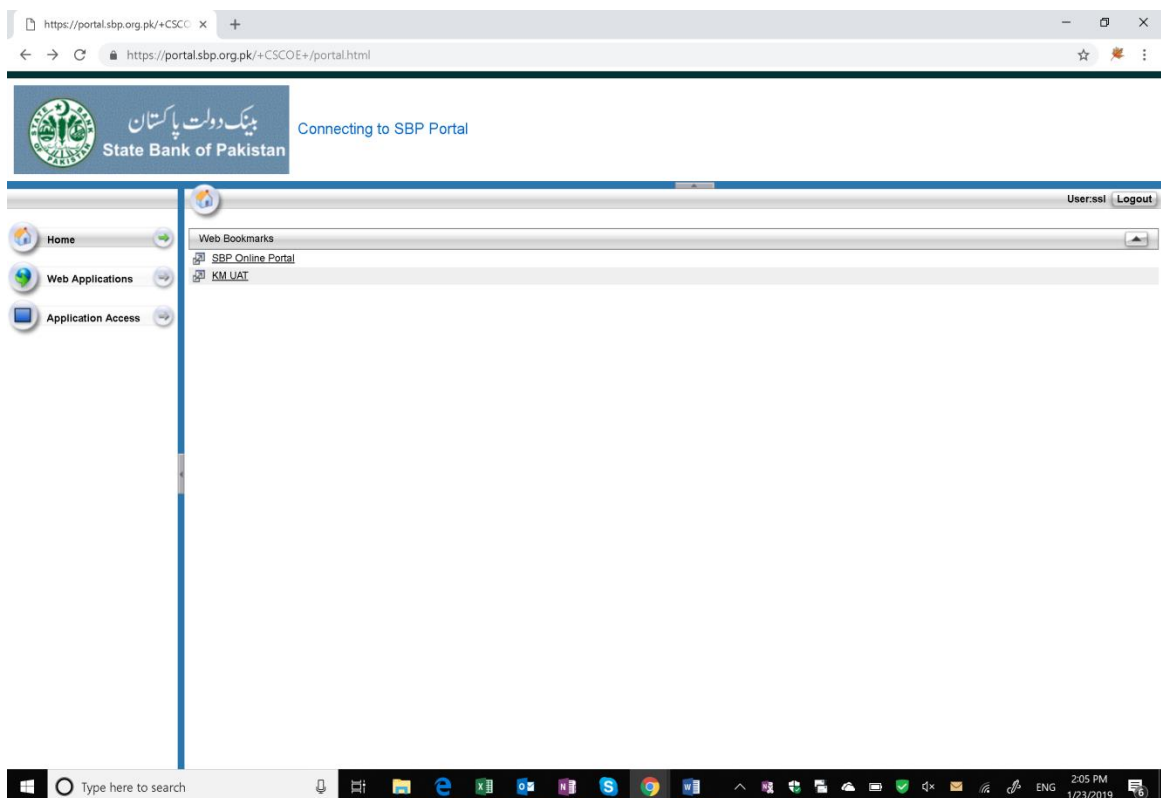 https://portal.sbp.org.pk/+CSCO
https://portal.sbp.org.pk/+CSCOE+/portal.html
بینک دولت پاکستان
State Bank of Pakistan
Connecting to SBP Portal
User:ssl Logout
Home
Web Applications
Application Access
Web Bookmarks
SBP Online Portal
KM UAT
Type here to search
ENG
2:05 PM
1/23/2019
6